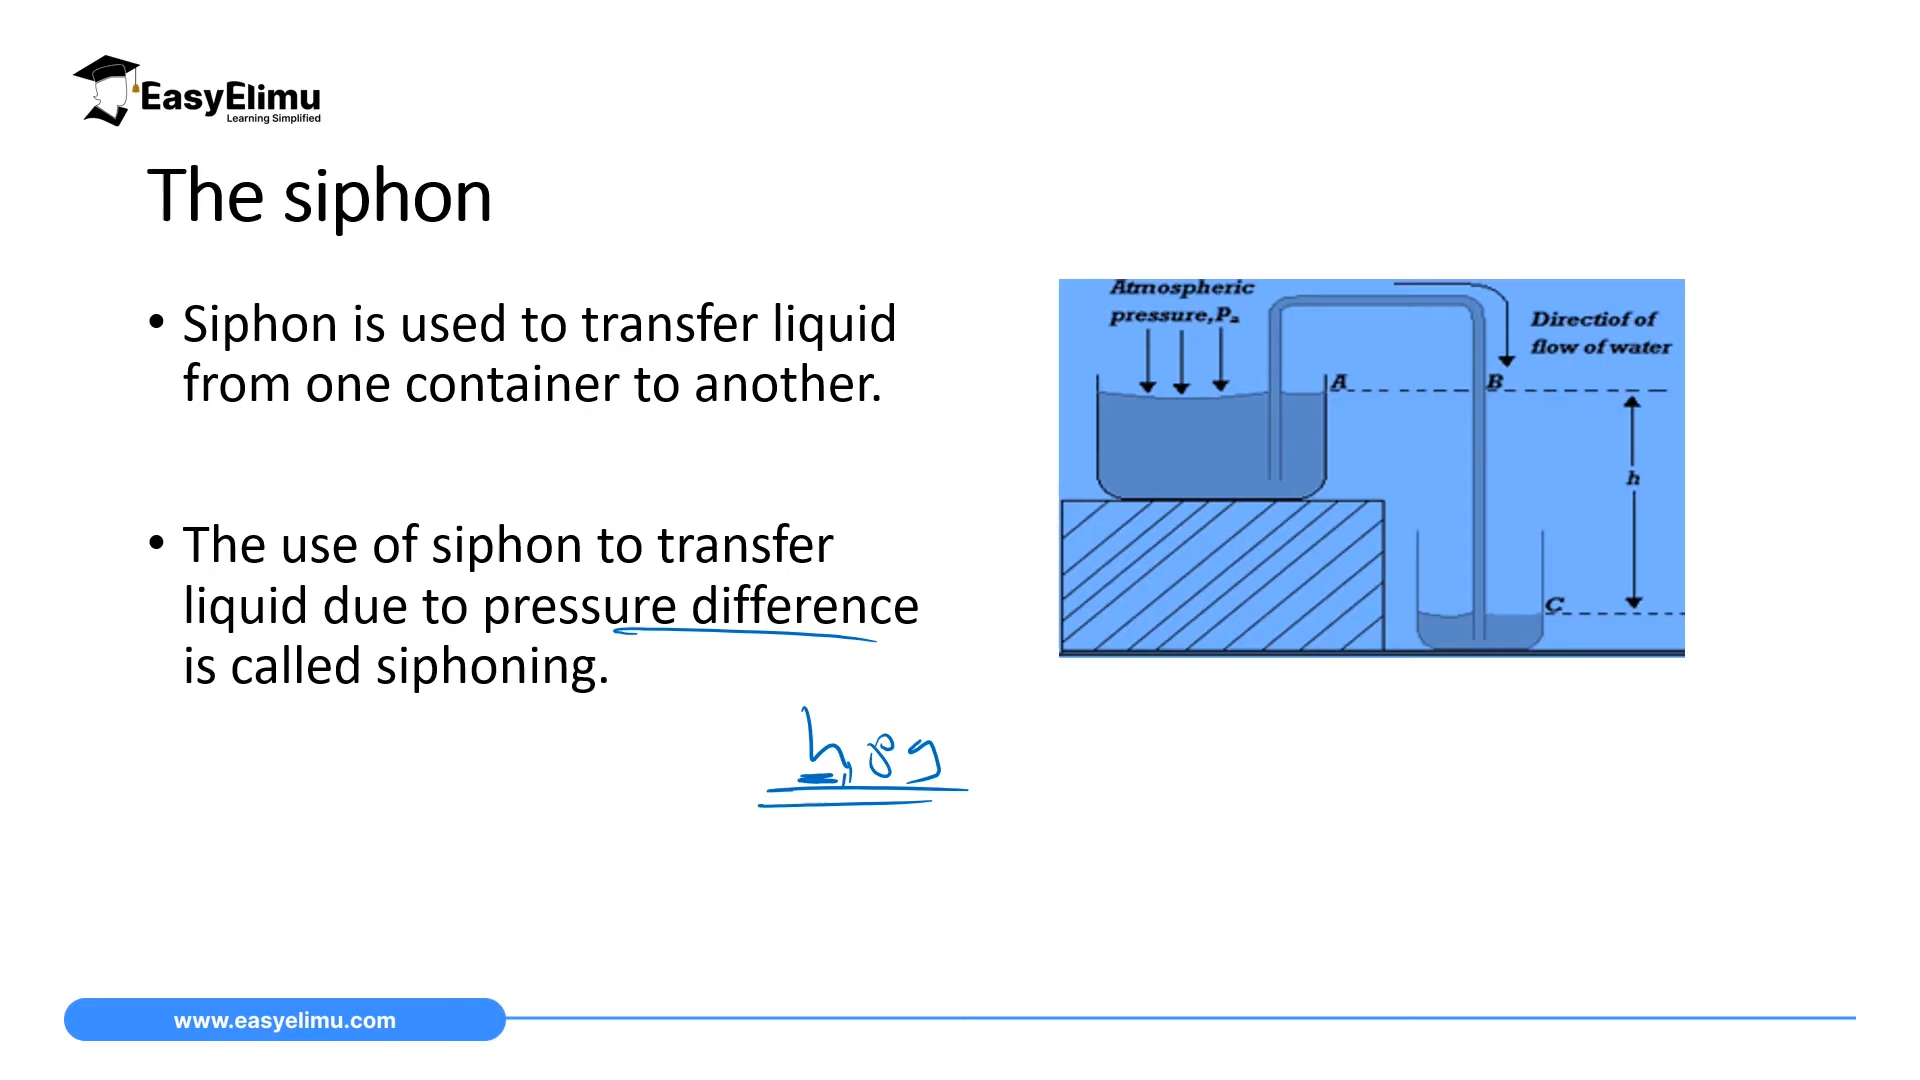 EasyElimu
Learning Simplified
The siphon
• Siphon is used to transfer liquid
from one container to another.
• The use of siphon to transfer
liquid due to pressure difference
is called siphoning.
Atmospheric
pressure,Pa
Directiof of
flow of water
A
B
h
C
www.easyelimu.com